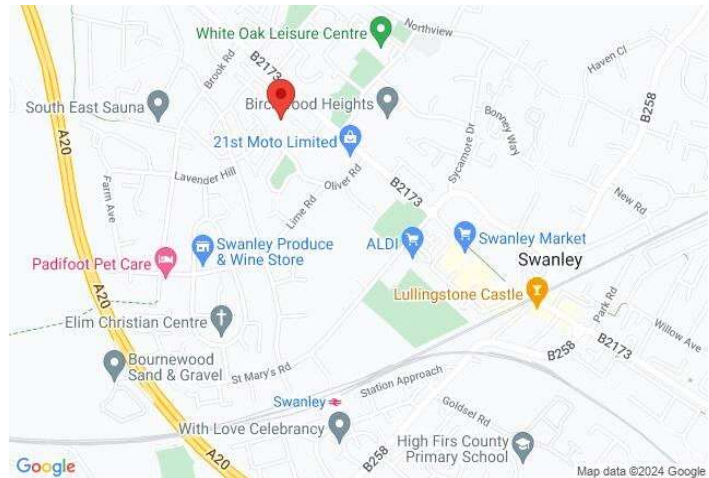 White Oak Leisure Centre
Northview
Haven Cl
B2173
Brook Rd
B258
South East Sauna
Birchwood Heights
Bonney Way
A20
21st Moto Limited
Sycamore Dr
Lavender Hill
Oliver Rd
B2173
New Rd
Farm Ave
Lime Rd
Swanley Produce
& Wine Store
ALDI
Swanley Market
Swanley
Padifoot Pet Care
Lullingstone Castle
A20
Park Rd
Elim Christian Centre
Willow Ave
B258
B2173
Bournewood
Sand & Gravel
St Mary's Rd
Station Approach
Swanley
Goldsel Rd
With Love Celebrancy
High Firs County
Primary School
A20
B258
Google
Map data ©2024 Google